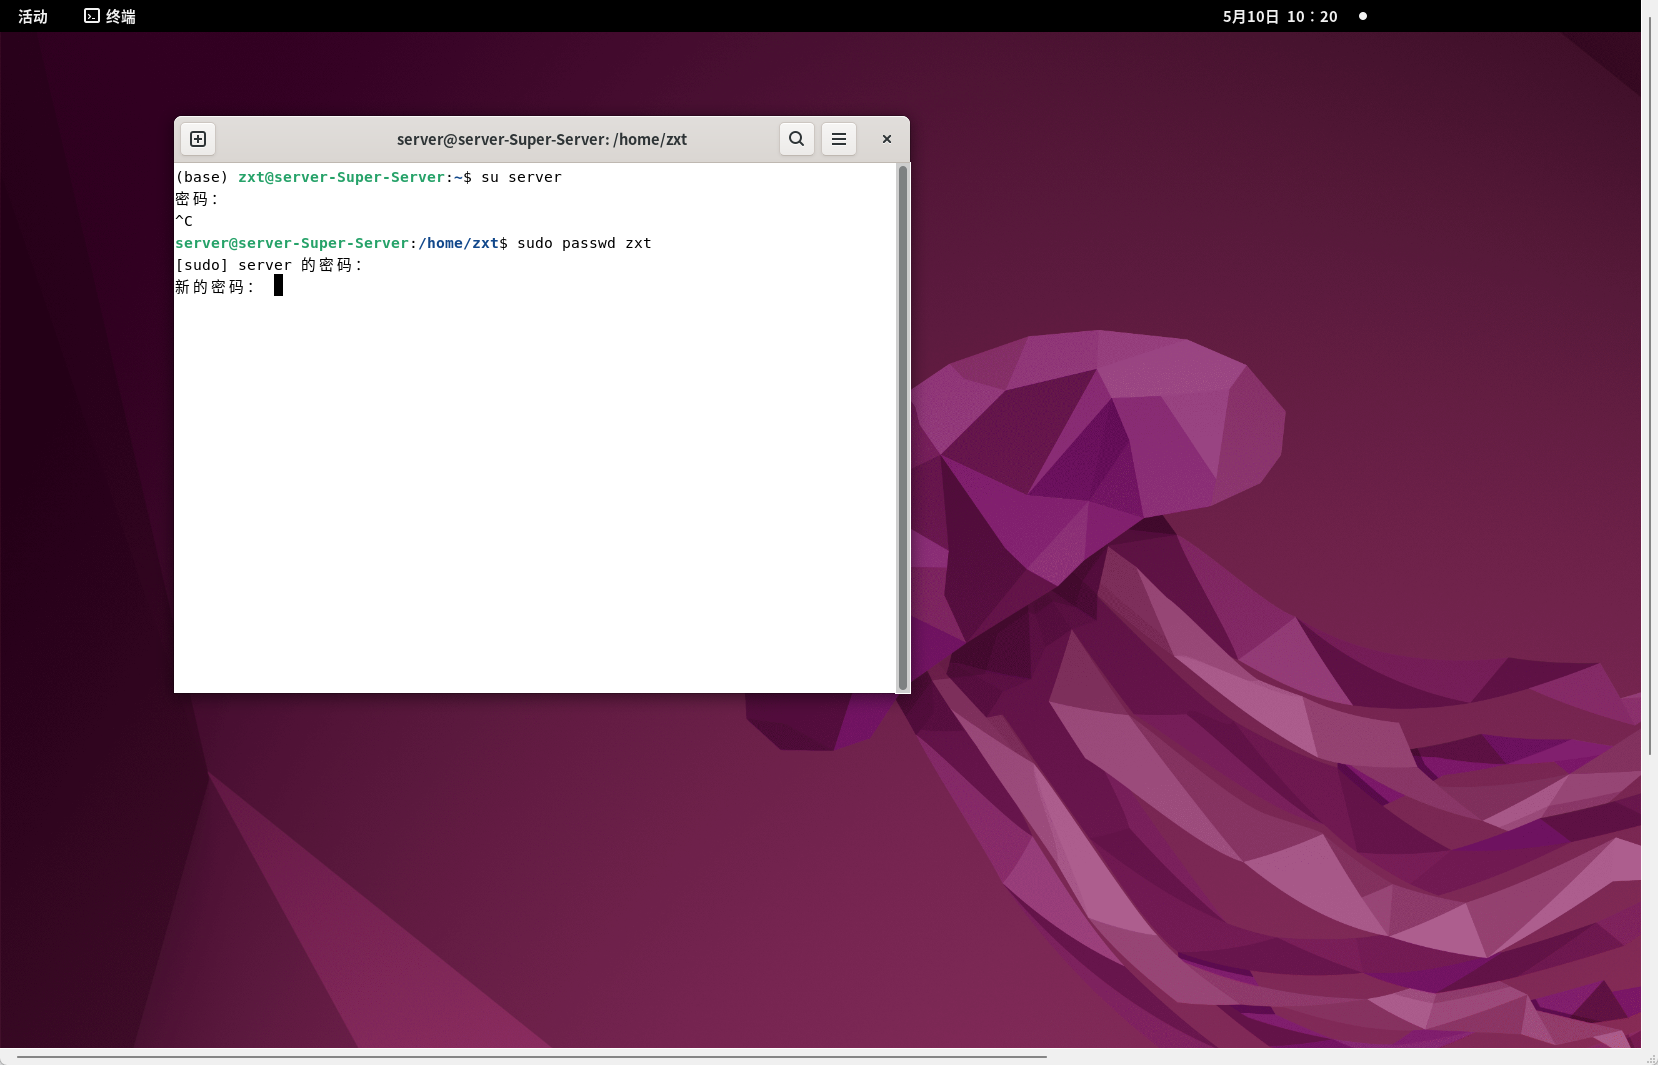 活动 终端 5月10日 10：20
server@server-Super-Server: /home/zxt
(base) zxt@server-Super-Server:~$ su server
密码：
^C
server@server-Super-Server:/home/zxt$ sudo passwd zxt
[sudo] server 的密码：
新的密码：